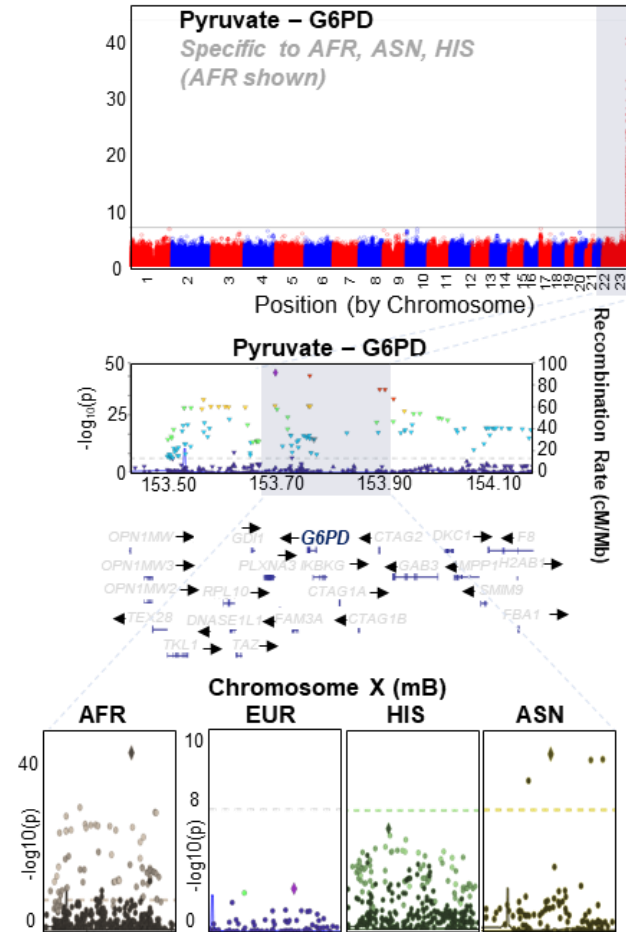 Pyruvate – G6PD
Specific to AFR, ASN, HIS
(AFR shown)
50
40
30
20
10
0
1 2 3 4 5 6 7 8 9 10 11 12 13 14 15 16 17 18 19 20 21 22 23
Position (by Chromosome)
Pyruvate – G6PD
50
25
0
-log10(p)
100
80
60
40
20
0
Recombination Rate (cM/Mb)
153.50 153.70 153.90 154.10
OPN1MW GDI1 G6PD CTAG2 DKC1 F8
OPN1MW3 PLXNA3 IKBKG GAB3 MPP1 H2AB1
OPN1MW2 RPL10 CTAG1A SMIM9
TEX28 DNASE1L1 FAM3A CTAG1B FBA1
TKL1 TAZ
Chromosome X (mB)
AFR EUR HIS ASN
40
0
-log10(p)
10
8
0
-log10(p)